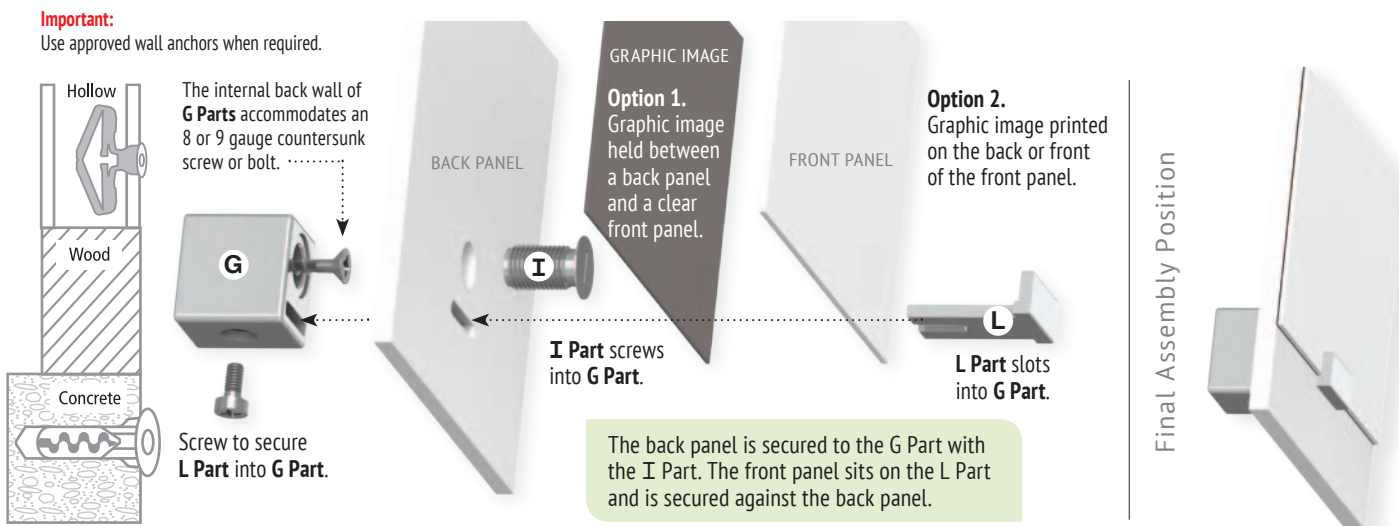 Important:
Use approved wall anchors when required.
Hollow
Wood
Concrete
The internal back wall of
G Parts accommodates an
8 or 9 gauge countersunk
screw or bolt.
G
Screw to secure
L Part into G Part.
BACK PANEL
I
I Part screws
into G Part.
GRAPHIC IMAGE
Option 1.
Graphic image
held between
a back panel
and a clear
front panel.
FRONT PANEL
Option 2.
Graphic image printed
on the back or front
of the front panel.
L
L Part slots
into G Part.
The back panel is secured to the G Part with
the I Part. The front panel sits on the L Part
and is secured against the back panel.
Final Assembly Position